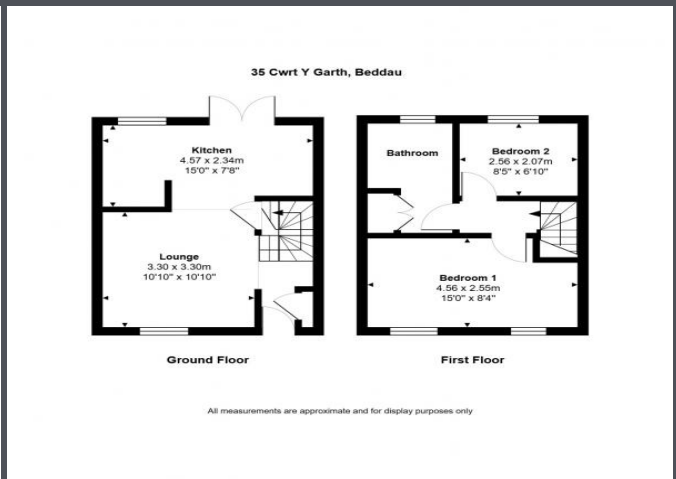 35 Cwrt Y Garth, Beddau
Kitchen
4.57 x 2.34m
15'0" x 7'8"
Lounge
3.30 x 3.30m
10'10" x 10'10"
Ground Floor
Bathroom
Bedroom 2
2.56 x 2.07m
8'5" x 6'10"
Bedroom 1
4.56 x 2.55m
15'0" x 8'4"
First Floor
All measurements are approximate and for display purposes only